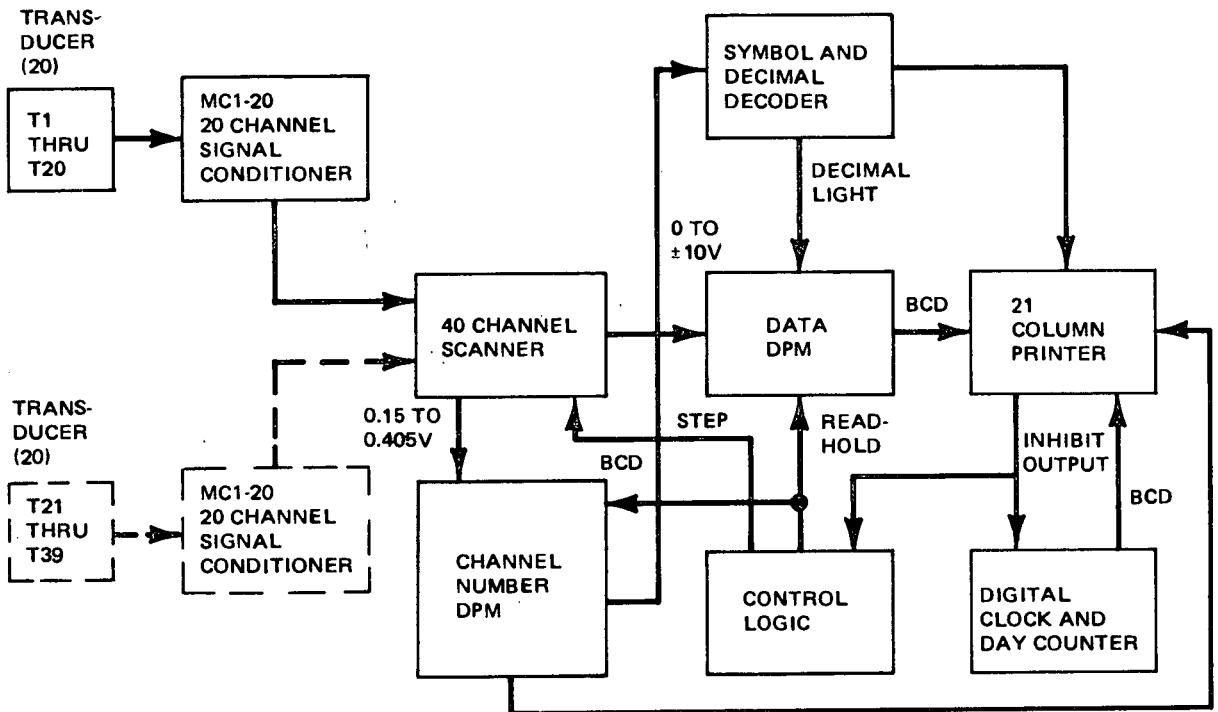 TRANS-
DUCER
(20)
T1
THRU
T20
MC1-20
20 CHANNEL
SIGNAL
CONDITIONER
SYMBOL AND
DECIMAL
DECODER
DECIMAL
LIGHT
0 TO
±10V
40 CHANNEL
SCANNER
DATA
DPM
BCD
21
COLUMN
PRINTER
TRANS-
DUCER
(20)
T21
THRU
T39
MC1-20
20 CHANNEL
SIGNAL
CONDITIONER
0.15 TO
0.405V
STEP
BCD
READ-
HOLD
INHIBIT
OUTPUT
BCD
CHANNEL
NUMBER
DPM
CONTROL
LOGIC
DIGITAL
CLOCK AND
DAY COUNTER